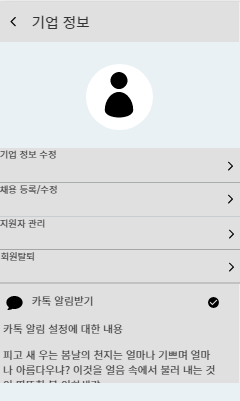 기업 정보
기업 정보 수정
채용 등록/수정
지원자 관리
회원탈퇴
카톡 알림받기
카톡 알림 설정에 대한 내용
피고 새 우는 봄날의 천지는 얼마나 기쁘며 얼마
나 아름다우냐? 이것을 얼음 속에서 불러 내는 것